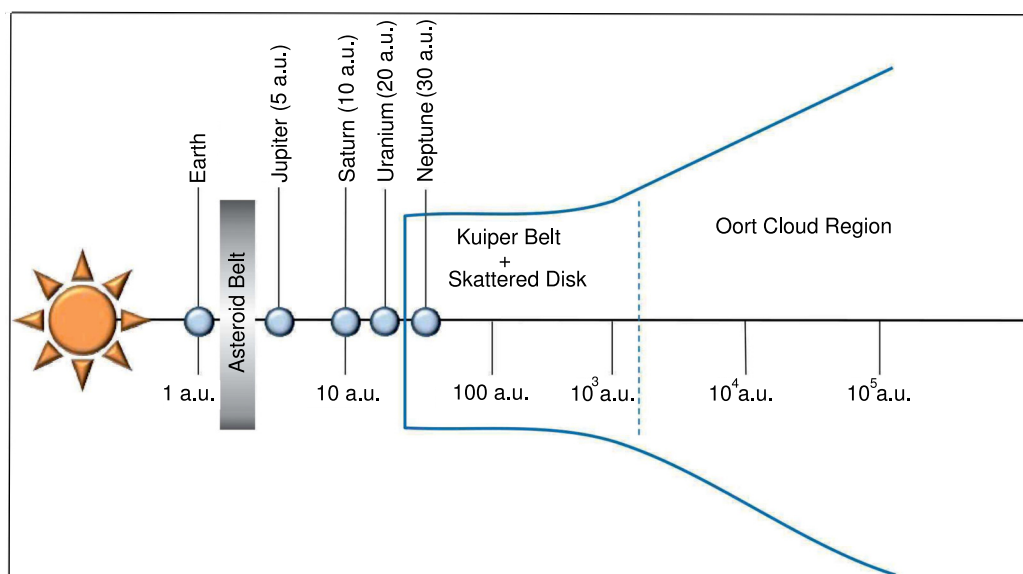 Earth
Asteroid Belt
Jupiter (5 a.u.)
Saturn (10 a.u.)
Uranium (20 a.u.)
Neptune (30 a.u.)
Kuiper Belt
+
Skattered Disk
Oort Cloud Region
1 a.u.
10 a.u.
100 a.u.
10³a.u.
10⁴a.u.
10⁵a.u.